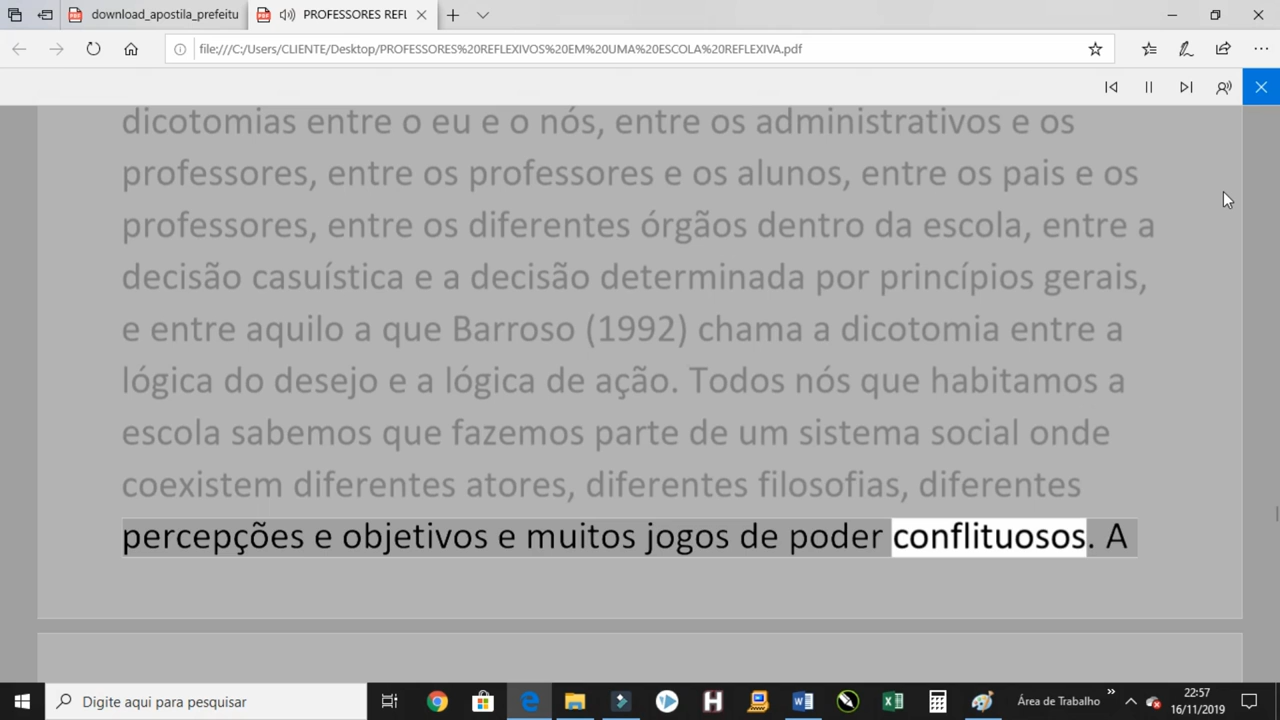 download_apostila_prefeitu
PROFESSORES REFL
file:///C:/Users/CLIENTE/Desktop/PROFESSORES%20REFLEXIVOS%20EM%20UMA%20ESCOLA%20REFLEXIVA.pdf
dicotomias entre o eu e o nós, entre os administrativos e os
professores, entre os professores e os alunos, entre os pais e os
professores, entre os diferentes órgãos dentro da escola, entre a
decisão casuística e a decisão determinada por princípios gerais,
e entre aquilo a que Barroso (1992) chama a dicotomia entre a
lógica do desejo e a lógica de ação. Todos nós que habitamos a
escola sabemos que fazemos parte de um sistema social onde
coexistem diferentes atores, diferentes filosofias, diferentes
percepções e objetivos e muitos jogos de poder conflituosos. A
Digite aqui para pesquisar
Área de Trabalho
22:57
16/11/2019